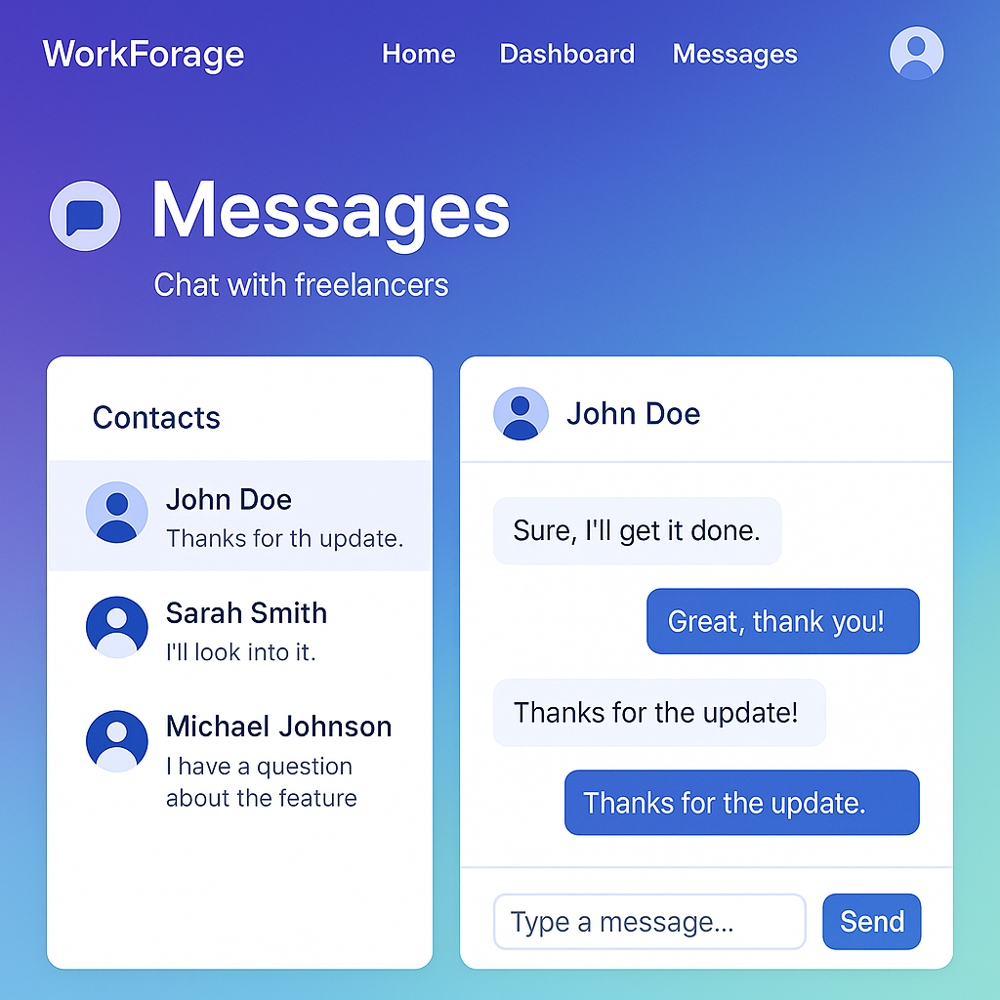 WorkForage
Home
Dashboard
Messages
Messages
Chat with freelancers
Contacts
John Doe
Thanks for th update.
Sarah Smith
I'll look into it.
Michael Johnson
I have a question
about the feature
John Doe
Sure, I'll get it done.
Great, thank you!
Thanks for the update!
Thanks for the update.
Type a message...
Send